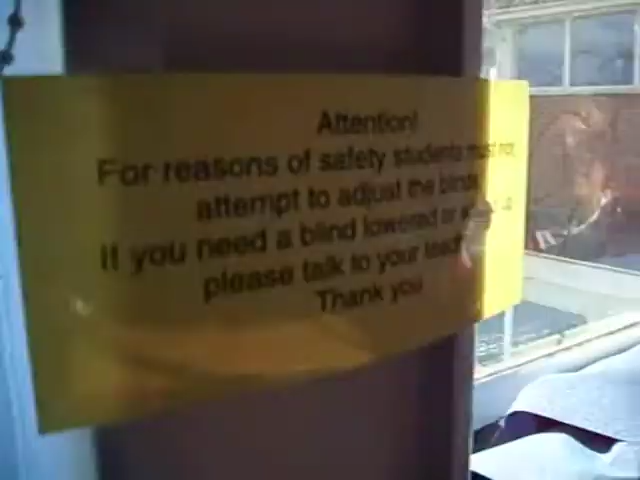 Attention!
For reasons of safety students must not
attempt to adjust the blinds
If you need a blind lowered or
please talk to your teacher
Thank you